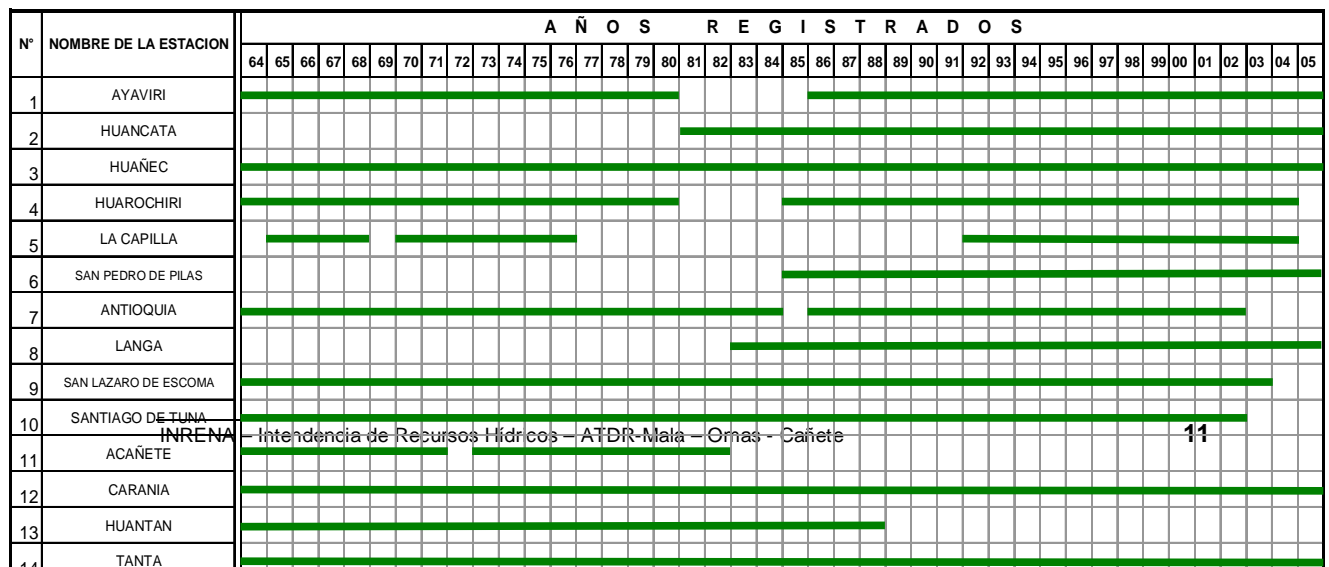 AÑOS REGISTRADOS
N° NOMBRE DE LA ESTACION
64 65 66 67 68 69 70 71 72 73 74 75 76 77 78 79 80 81 82 83 84 85 86 87 88 89 90 91 92 93 94 95 96 97 98 99 00 01 02 03 04 05
1 AYAVIRI
2 HUANCATA
3 HUAÑEC
4 HUAROCHIRI
5 LA CAPILLA
6 SAN PEDRO DE PILAS
7 ANTIOQUIA
8 LANGA
9 SAN LAZARO DE ESCOMA
10 SANTIAGO DE TUNA
INRENA – Intendencia de Recursos Hídricos – ATDR-Mala – Omas - Cañete 11
11 ACAÑETE
12 CARANIA
13 HUANTAN
14 TANTA